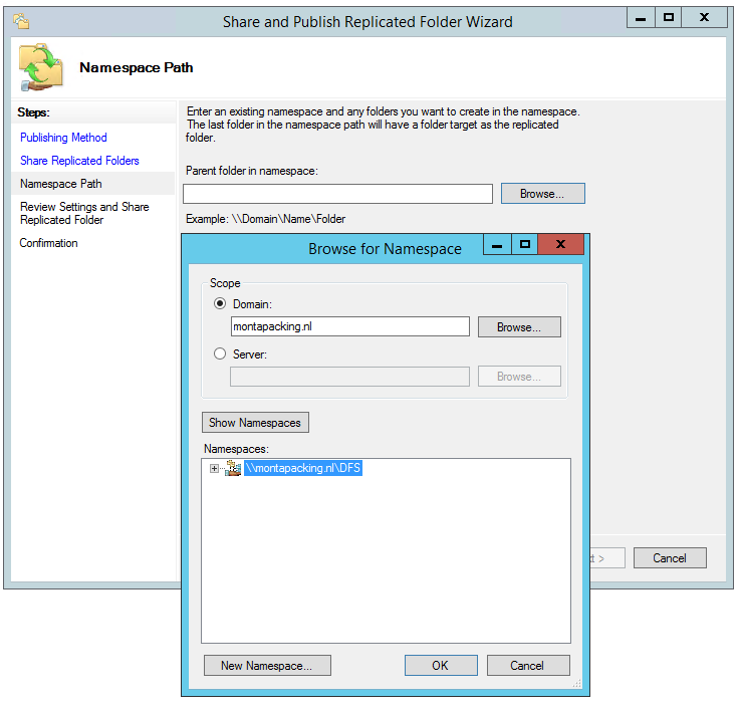 Share and Publish Replicated Folder Wizard
Namespace Path
Steps:
Publishing Method
Share Replicated Folders
Namespace Path
Review Settings and Share
Replicated Folder
Confirmation
Enter an existing namespace and any folders you want to create in the namespace.
The last folder in the namespace path will have a folder target as the replicated
folder.
Parent folder in namespace:
Browse...
Example: \\Domain\Name\Folder
Browse for Namespace
Scope
Domain:
montapacking.nl
Browse...
Server:
Browse...
Show Namespaces
Namespaces:
\\montapacking.nl\DFS
New Namespace...
OK
Cancel
Cancel